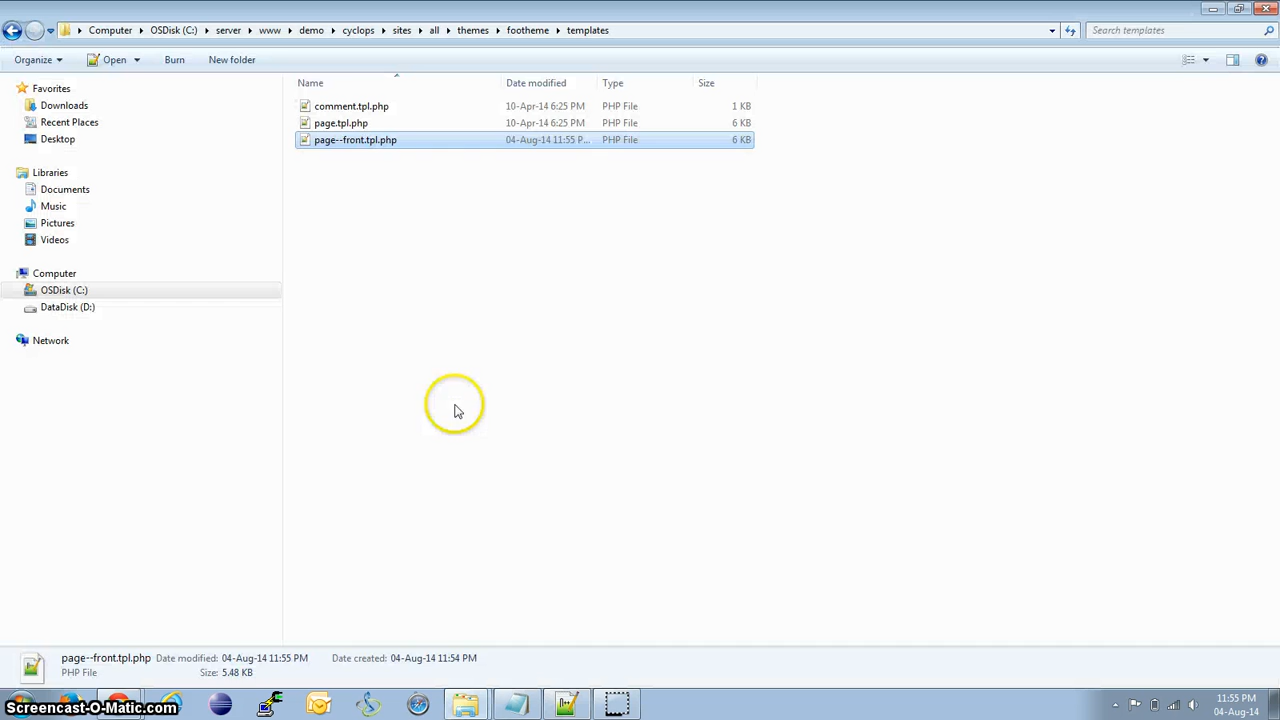 Computer OSDisk (C:) server www demo cyclops sites all themes footheme templates Search templates
Organize Open Burn New folder
Favorites
Downloads
Recent Places
Desktop
Libraries
Documents
Music
Pictures
Videos
Computer
OSDisk (C:)
DataDisk (D:)
Network
Name Date modified Type Size
comment.tpl.php 10-Apr-14 6:25 PM PHP File 1 KB
page.tpl.php 10-Apr-14 6:25 PM PHP File 6 KB
page--front.tpl.php 04-Aug-14 11:55 P... PHP File 6 KB
page--front.tpl.php Date modified: 04-Aug-14 11:55 PM Date created: 04-Aug-14 11:54 PM
PHP File Size: 5.48 KB
Screencast-O-Matic.com
11:55 PM
04-Aug-14